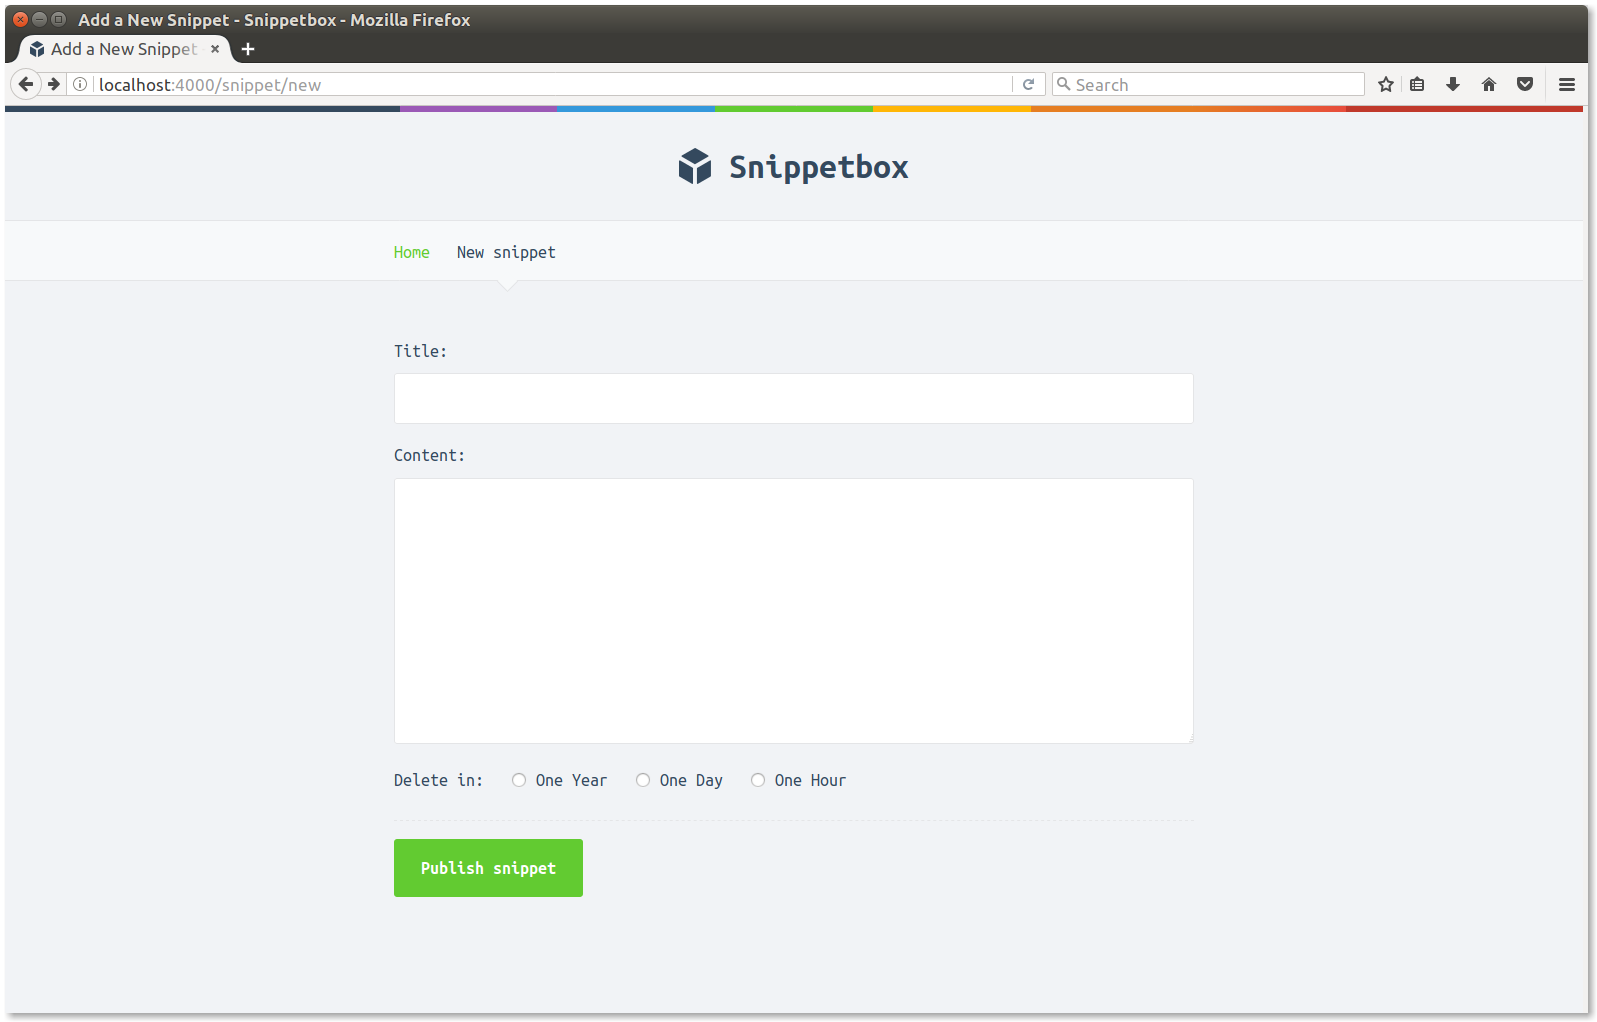 Add a New Snippet - Snippetbox - Mozilla Firefox
Add a New Snippet
localhost:4000/snippet/new
Search
Snippetbox
Home New snippet
Title:
Content:
Delete in: One Year One Day One Hour
Publish snippet